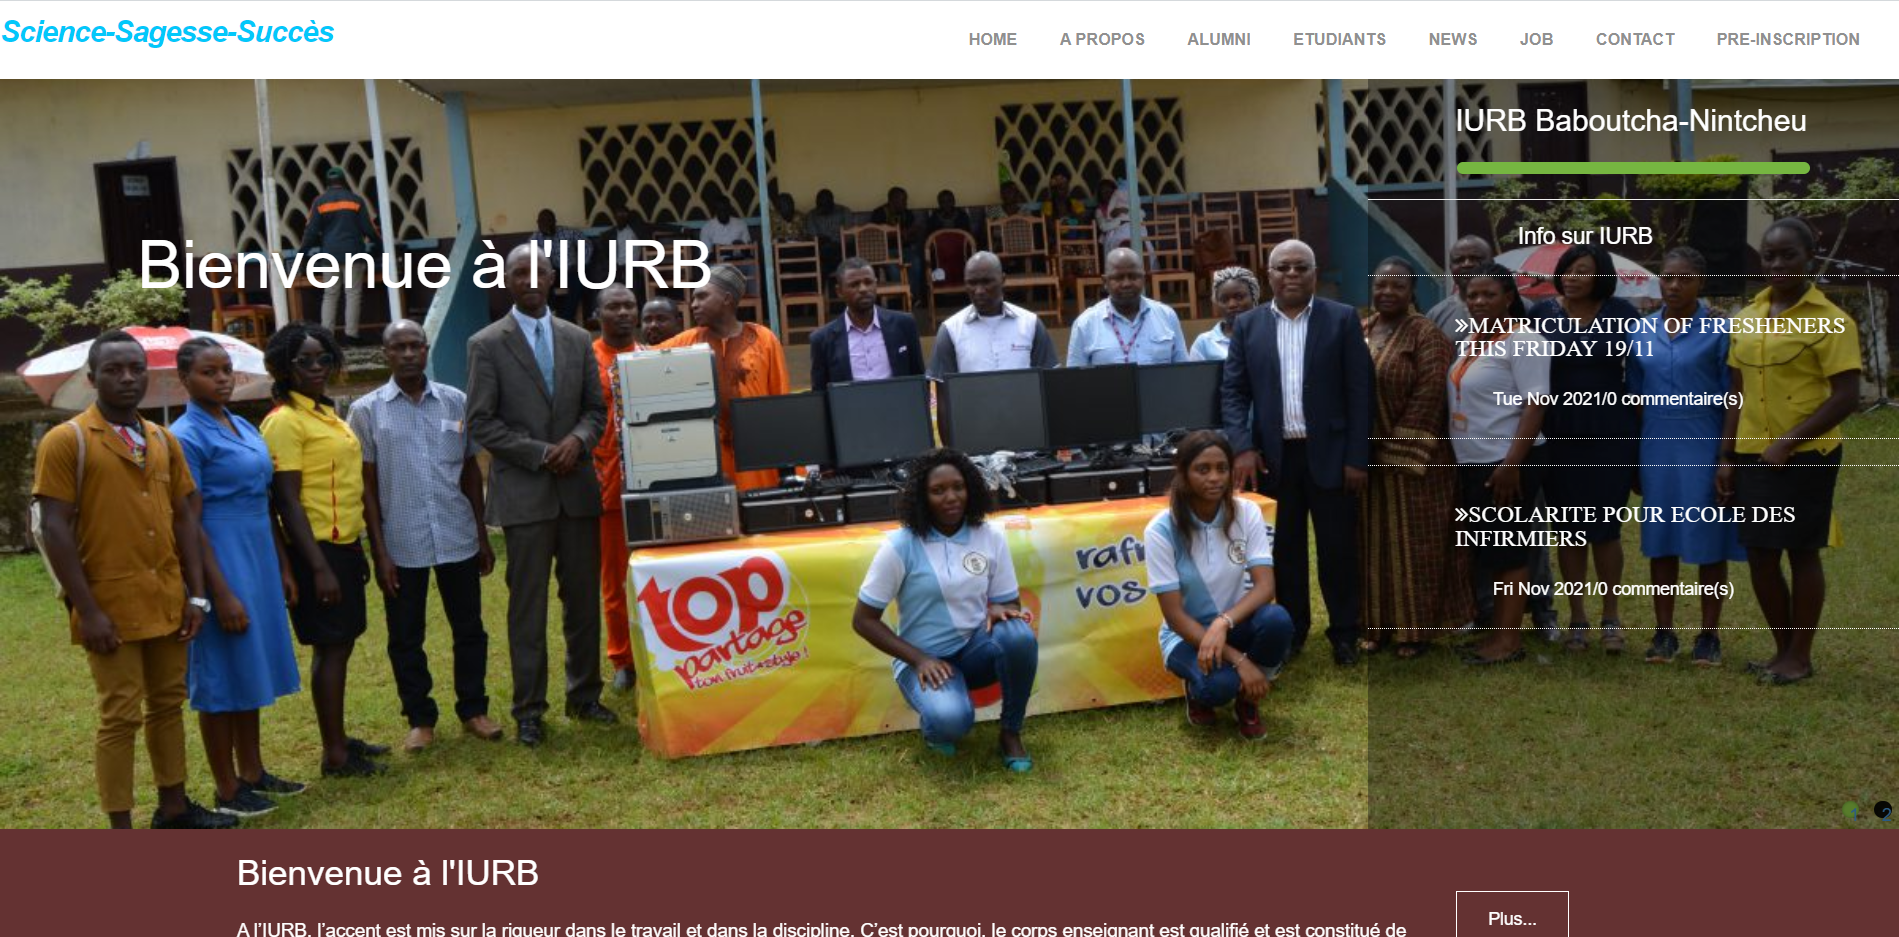 Science-Sagesse-Succès
HOME A PROPOS ALUMNI ETUDIANTS NEWS JOB CONTACT PRE-INSCRIPTION
Bienvenue à l'IURB
IURB Baboutcha-Nintcheu
Info sur IURB
»MATRICULATION OF FRESHENERS
THIS FRIDAY 19/11
Tue Nov 2021/0 commentaire(s)
»SCOLARITE POUR ECOLE DES
INFIRMIERS
Fri Nov 2021/0 commentaire(s)
top
partage
ton fruit, ton style !
vos
1 2
Bienvenue à l'IURB
A l'IURB, l'accent est mis sur la rigueur dans le travail et dans la discipline. C'est pourquoi, le corps enseignant est qualifié et est constitué de
Plus...